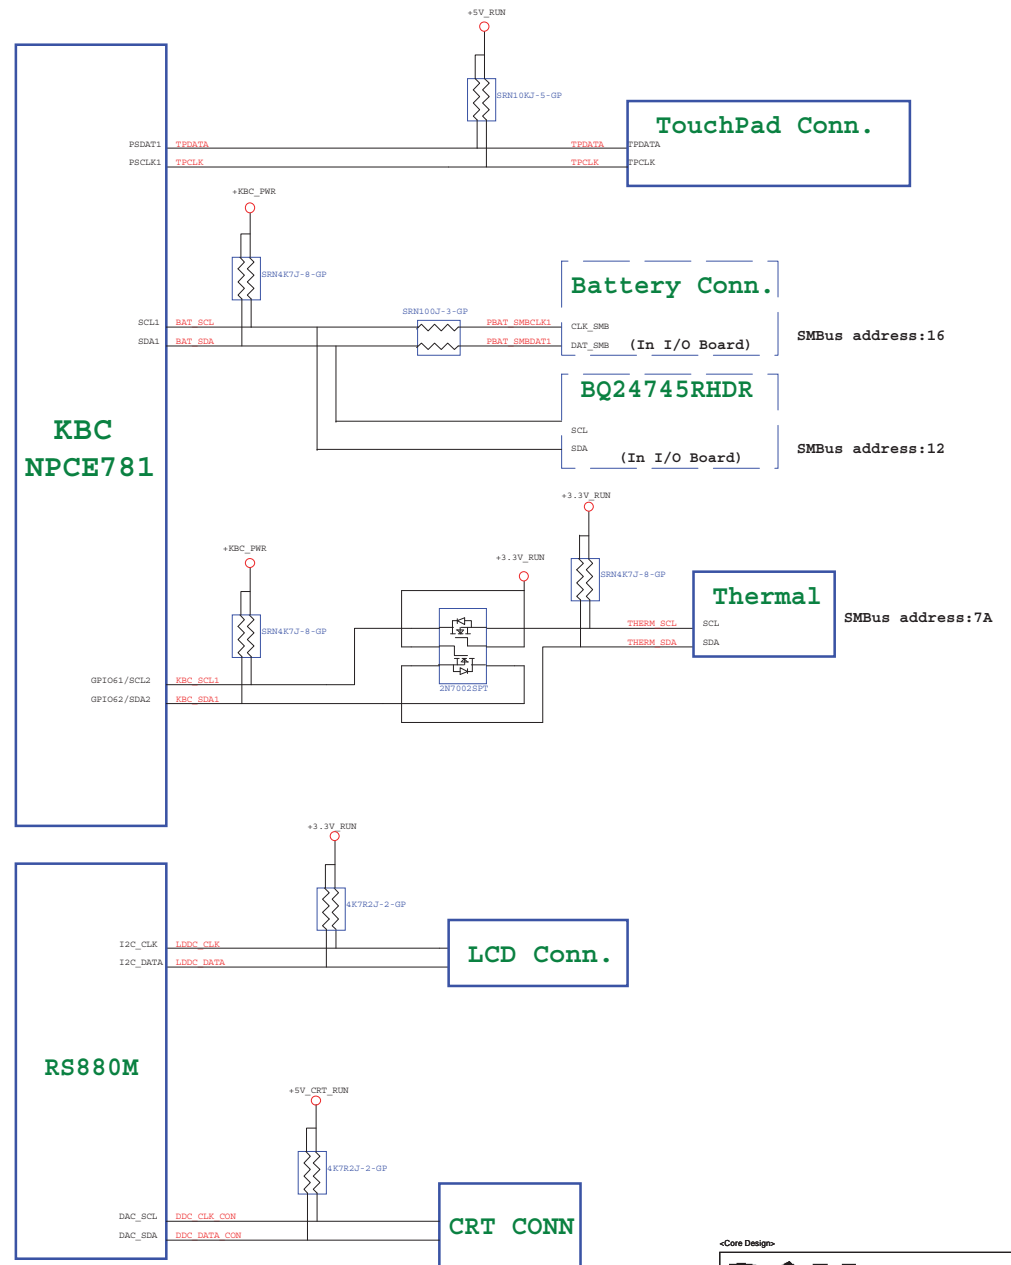 +5V_RUN
SRN10KJ-5-GP
TouchPad Conn.
PSDAT1 TPDATA TPDATA TPDATA
PSCLK1 TPCLK TPCLK TPCLK
+KBC_PWR
SRN4K7J-8-GP
Battery Conn.
SRN100J-3-GP
SCL1 BAT_SCL PBAT_SMBCLK1 CLK_SMB
SMBus address:16
SDA1 BAT_SDA PBAT_SMBDAT1 DAT_SMB (In I/O Board)
BQ24745RHDR
KBC
NPCE781
SCL
SDA
(In I/O Board)
SMBus address:12
+3.3V_RUN
+KBC_PWR
+3.3V_RUN
SRN4K7J-8-GP
Thermal
SMBus address:7A
SRN4K7J-8-GP
THERM_SCL SCL
THERM_SDA SDA
GPIO61/SCL2 KBC_SCL1
2N7002SPT
GPIO62/SDA2 KBC_SDA1
+3.3V_RUN
4K7R2J-2-GP
I2C_CLK LDDC_CLK
LCD Conn.
I2C_DATA LDDC_DATA
RS880M
+5V_CRT_RUN
4K7R2J-2-GP
DAC_SCL DDC_CLK_CON
CRT CONN
DAC_SDA DDC_DATA_CON
<Core Design>